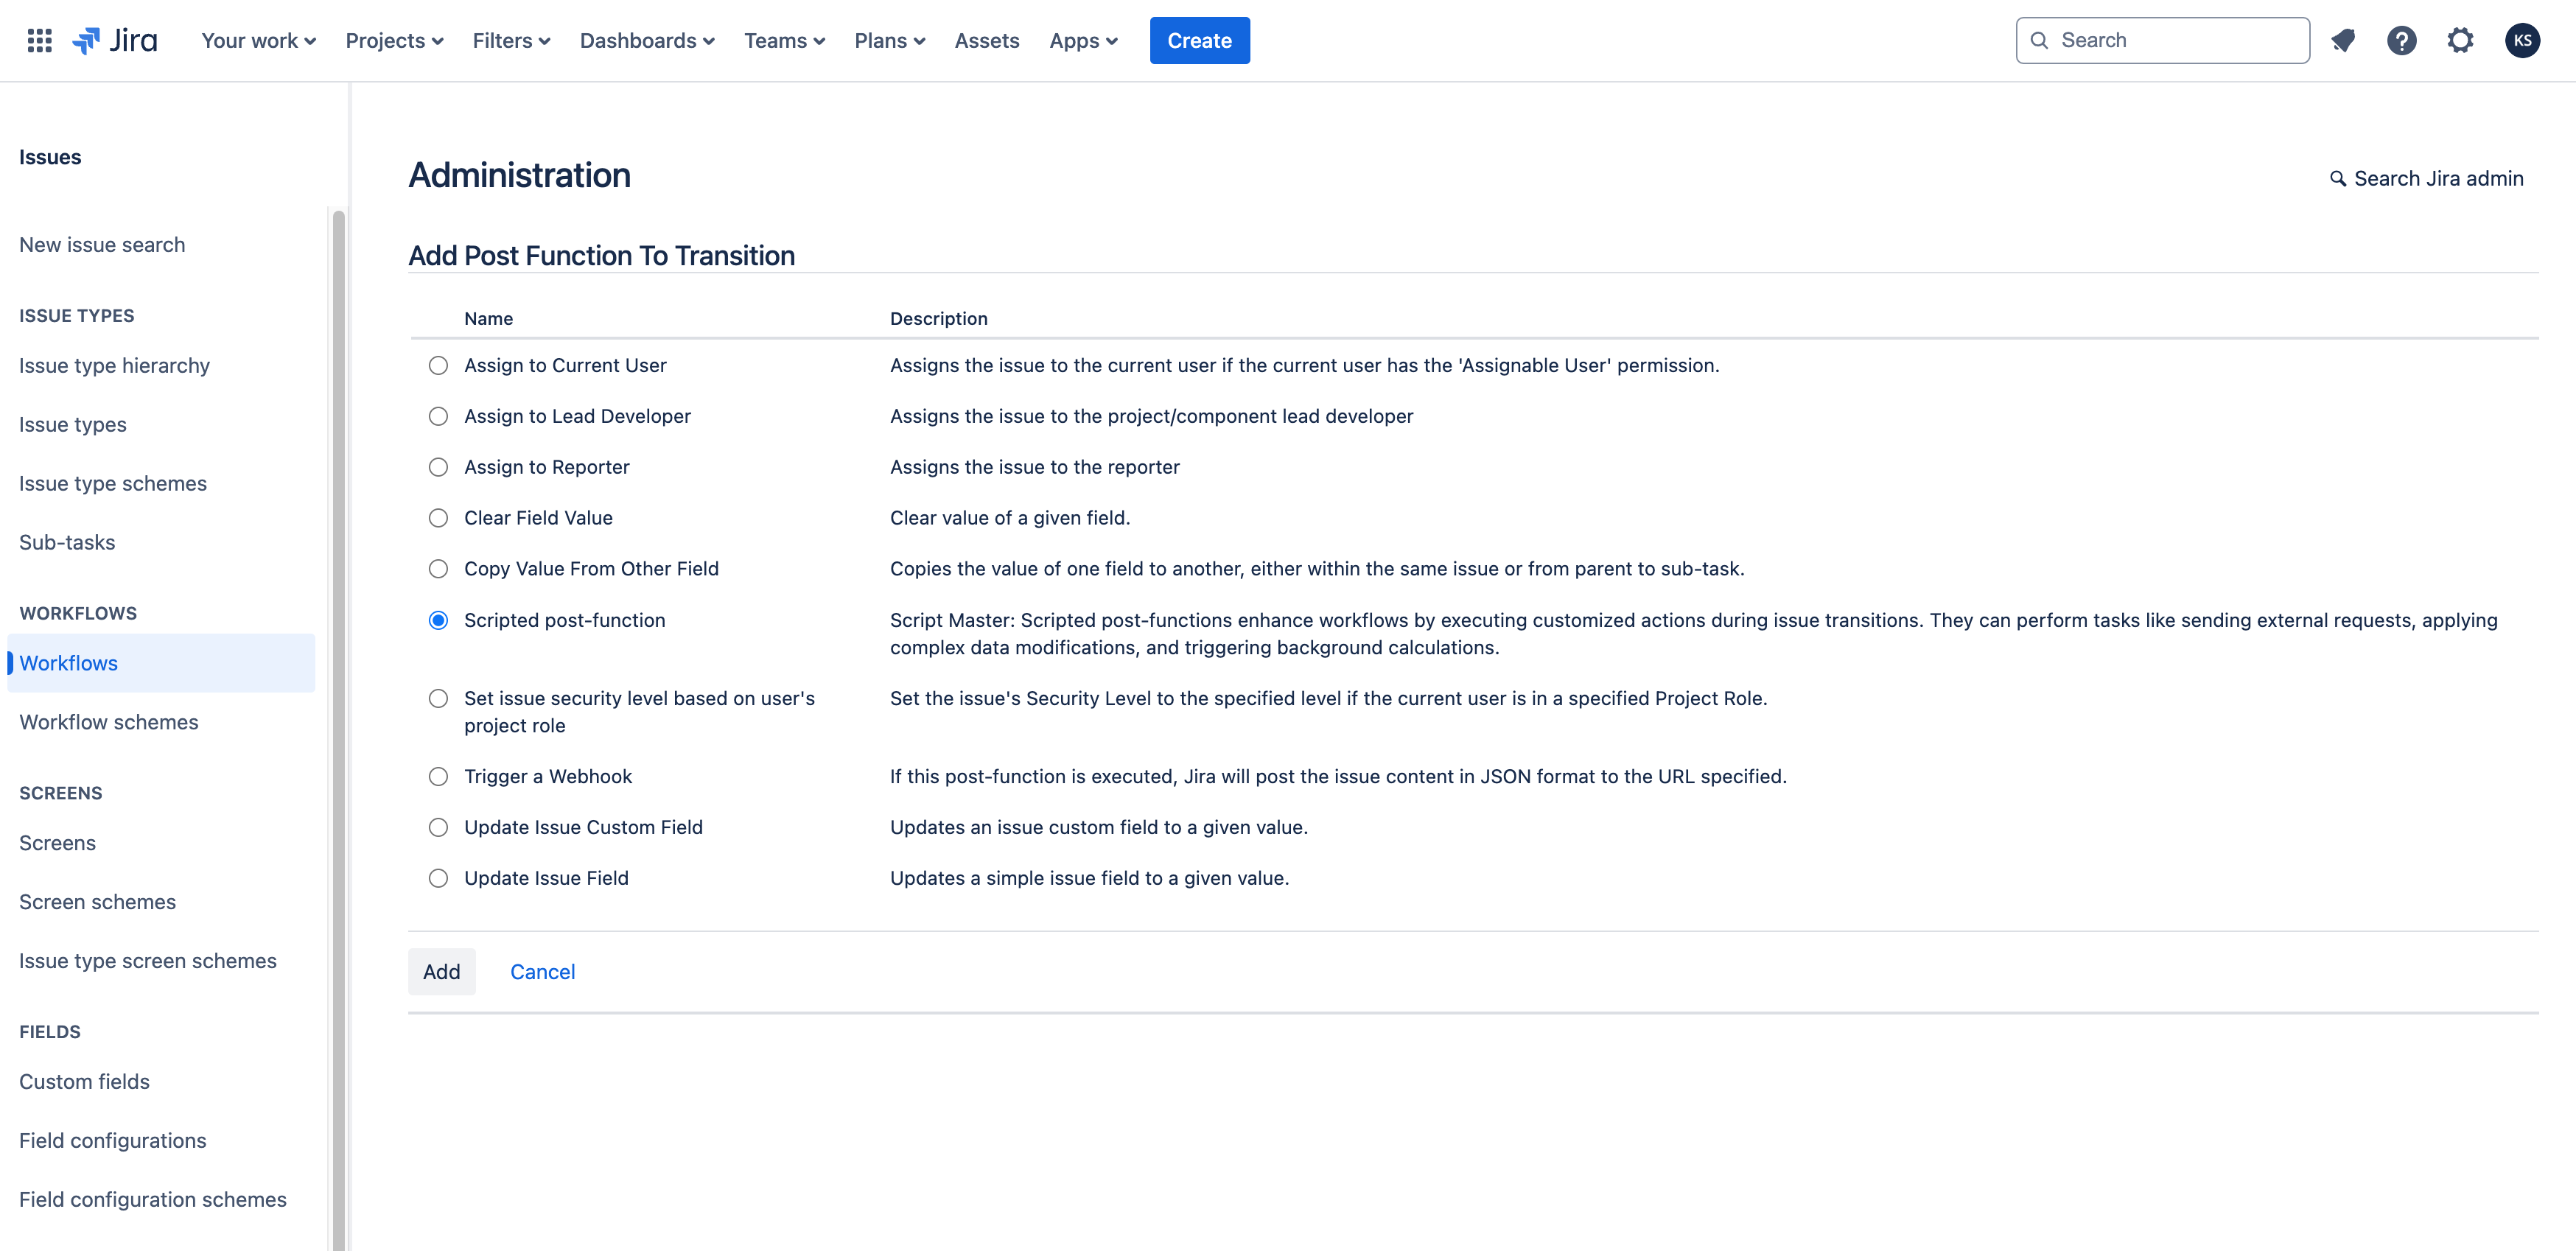 Jira
Your work
Projects
Filters
Dashboards
Teams
Plans
Assets
Apps
Create
Search
KS
Issues
New issue search
ISSUE TYPES
Issue type hierarchy
Issue types
Issue type schemes
Sub-tasks
WORKFLOWS
Workflows
Workflow schemes
SCREENS
Screens
Screen schemes
Issue type screen schemes
FIELDS
Custom fields
Field configurations
Field configuration schemes
Administration
Search Jira admin
Add Post Function To Transition
Name Description
Assign to Current User Assigns the issue to the current user if the current user has the 'Assignable User' permission.
Assign to Lead Developer Assigns the issue to the project/component lead developer
Assign to Reporter Assigns the issue to the reporter
Clear Field Value Clear value of a given field.
Copy Value From Other Field Copies the value of one field to another, either within the same issue or from parent to sub-task.
Scripted post-function Script Master: Scripted post-functions enhance workflows by executing customized actions during issue transitions. They can perform tasks like sending external requests, applying
complex data modifications, and triggering background calculations.
Set issue security level based on user's Set the issue's Security Level to the specified level if the current user is in a specified Project Role.
project role
Trigger a Webhook If this post-function is executed, Jira will post the issue content in JSON format to the URL specified.
Update Issue Custom Field Updates an issue custom field to a given value.
Update Issue Field Updates a simple issue field to a given value.
Add Cancel